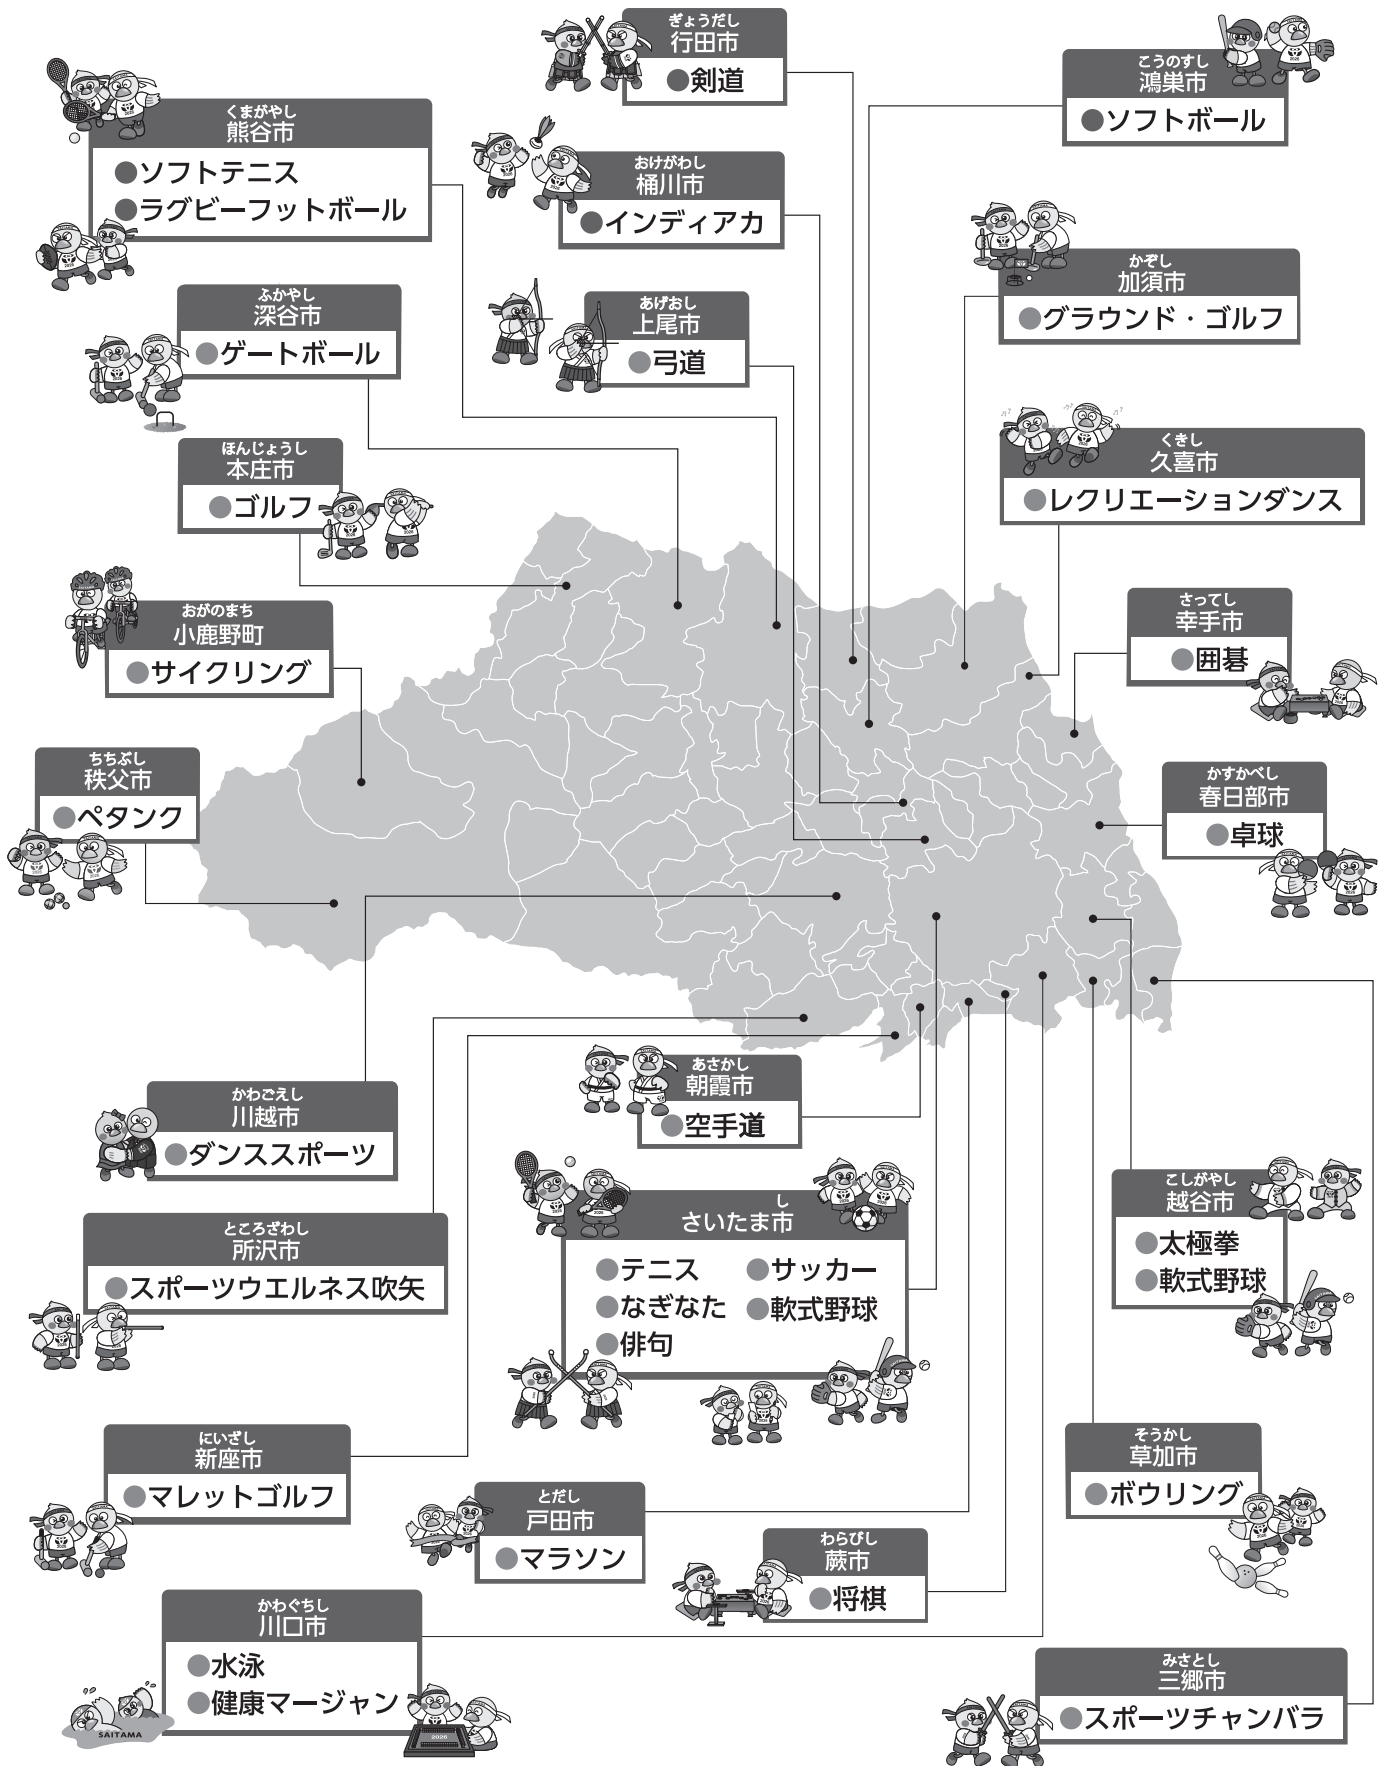 ぎょうだし
行田市
●剣道
こうのすし
鴻巣市
●ソフトボール
くまがやし
熊谷市
●ソフトテニス
●ラグビーフットボール
おけがわし
桶川市
●インディアカ
かぞし
加須市
●グラウンド・ゴルフ
ふかやし
深谷市
●ゲートボール
あげおし
上尾市
●弓道
くきし
久喜市
●レクリエーションダンス
ほんじょうし
本庄市
●ゴルフ
おがのまち
小鹿野町
●サイクリング
さってし
幸手市
●囲碁
ちちぶし
秩父市
●ペタンク
かすかべし
春日部市
●卓球
かわごえし
川越市
●ダンススポーツ
あさかし
朝霞市
●空手道
ところざわし
所沢市
●スポーツウエルネス吹矢
し
さいたま市
●テニス ●サッカー
●なぎなた ●軟式野球
●俳句
こしがやし
越谷市
●太極拳
●軟式野球
にいざし
新座市
●マレットゴルフ
とだし
戸田市
●マラソン
わらびし
蕨市
●将棋
そうかし
草加市
●ボウリング
かわぐちし
川口市
●水泳
●健康マージャン
SAITAMA
2026
みさとし
三郷市
●スポーツチャンバラ